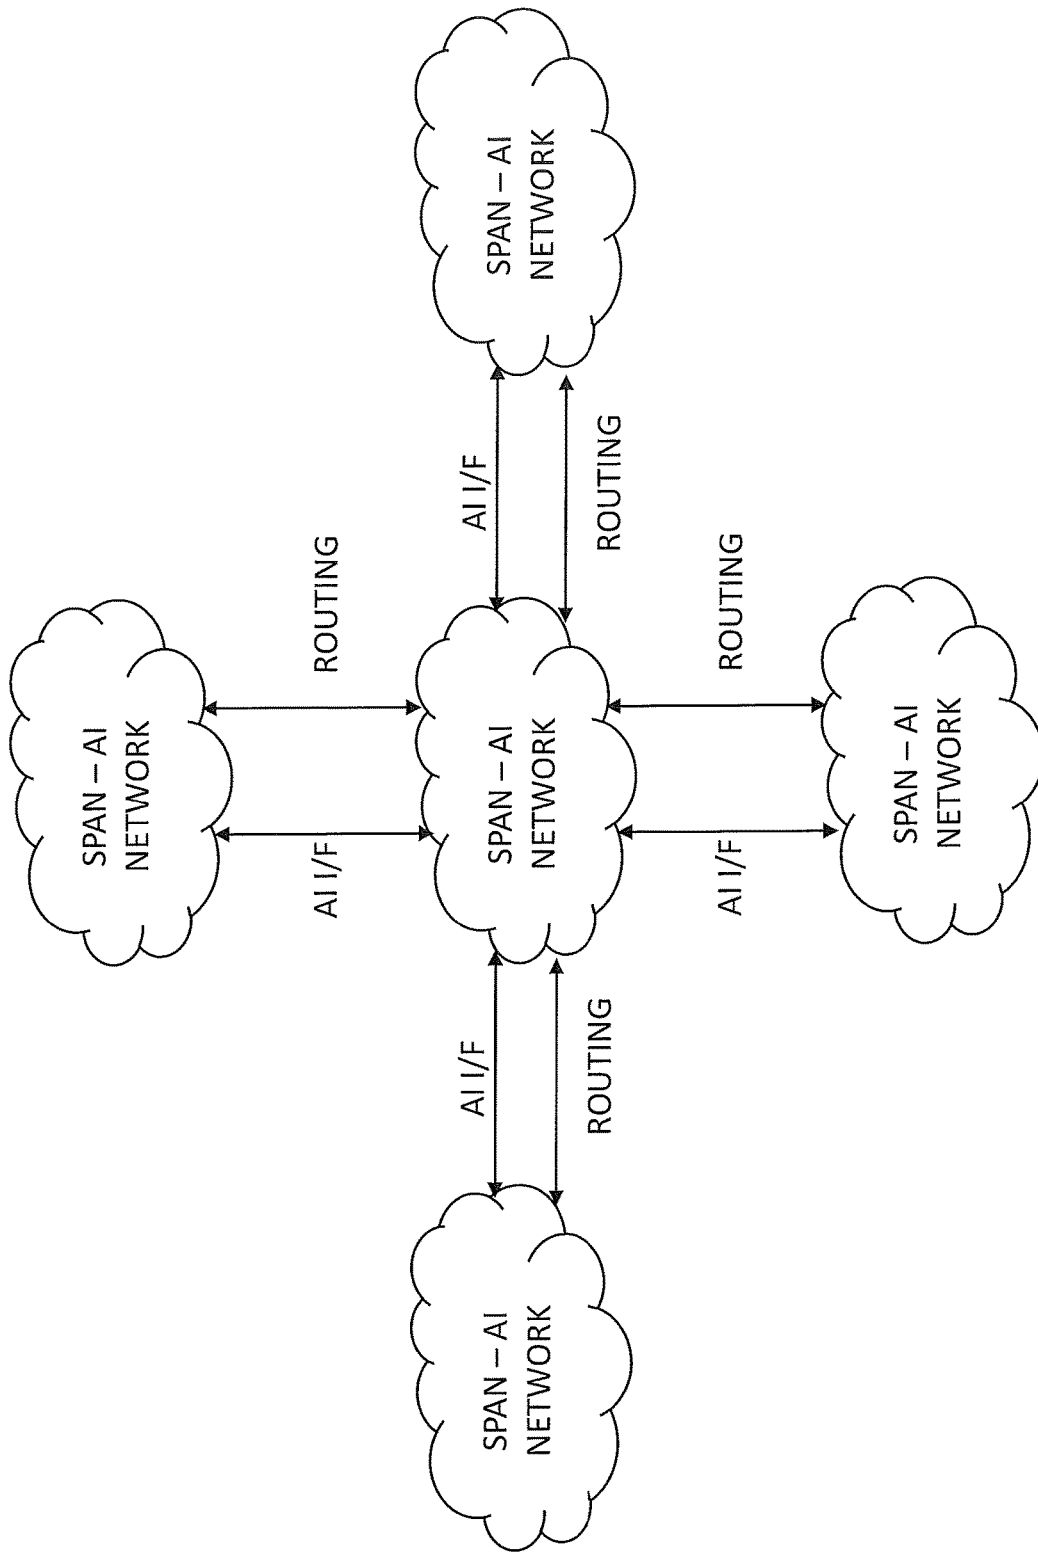 SPAN – AI
NETWORK
AI I/F
ROUTING
AI I/F
AI I/F
SPAN – AI
NETWORK
SPAN – AI
NETWORK
SPAN – AI
NETWORK
ROUTING
ROUTING
AI I/F
ROUTING
SPAN – AI
NETWORK